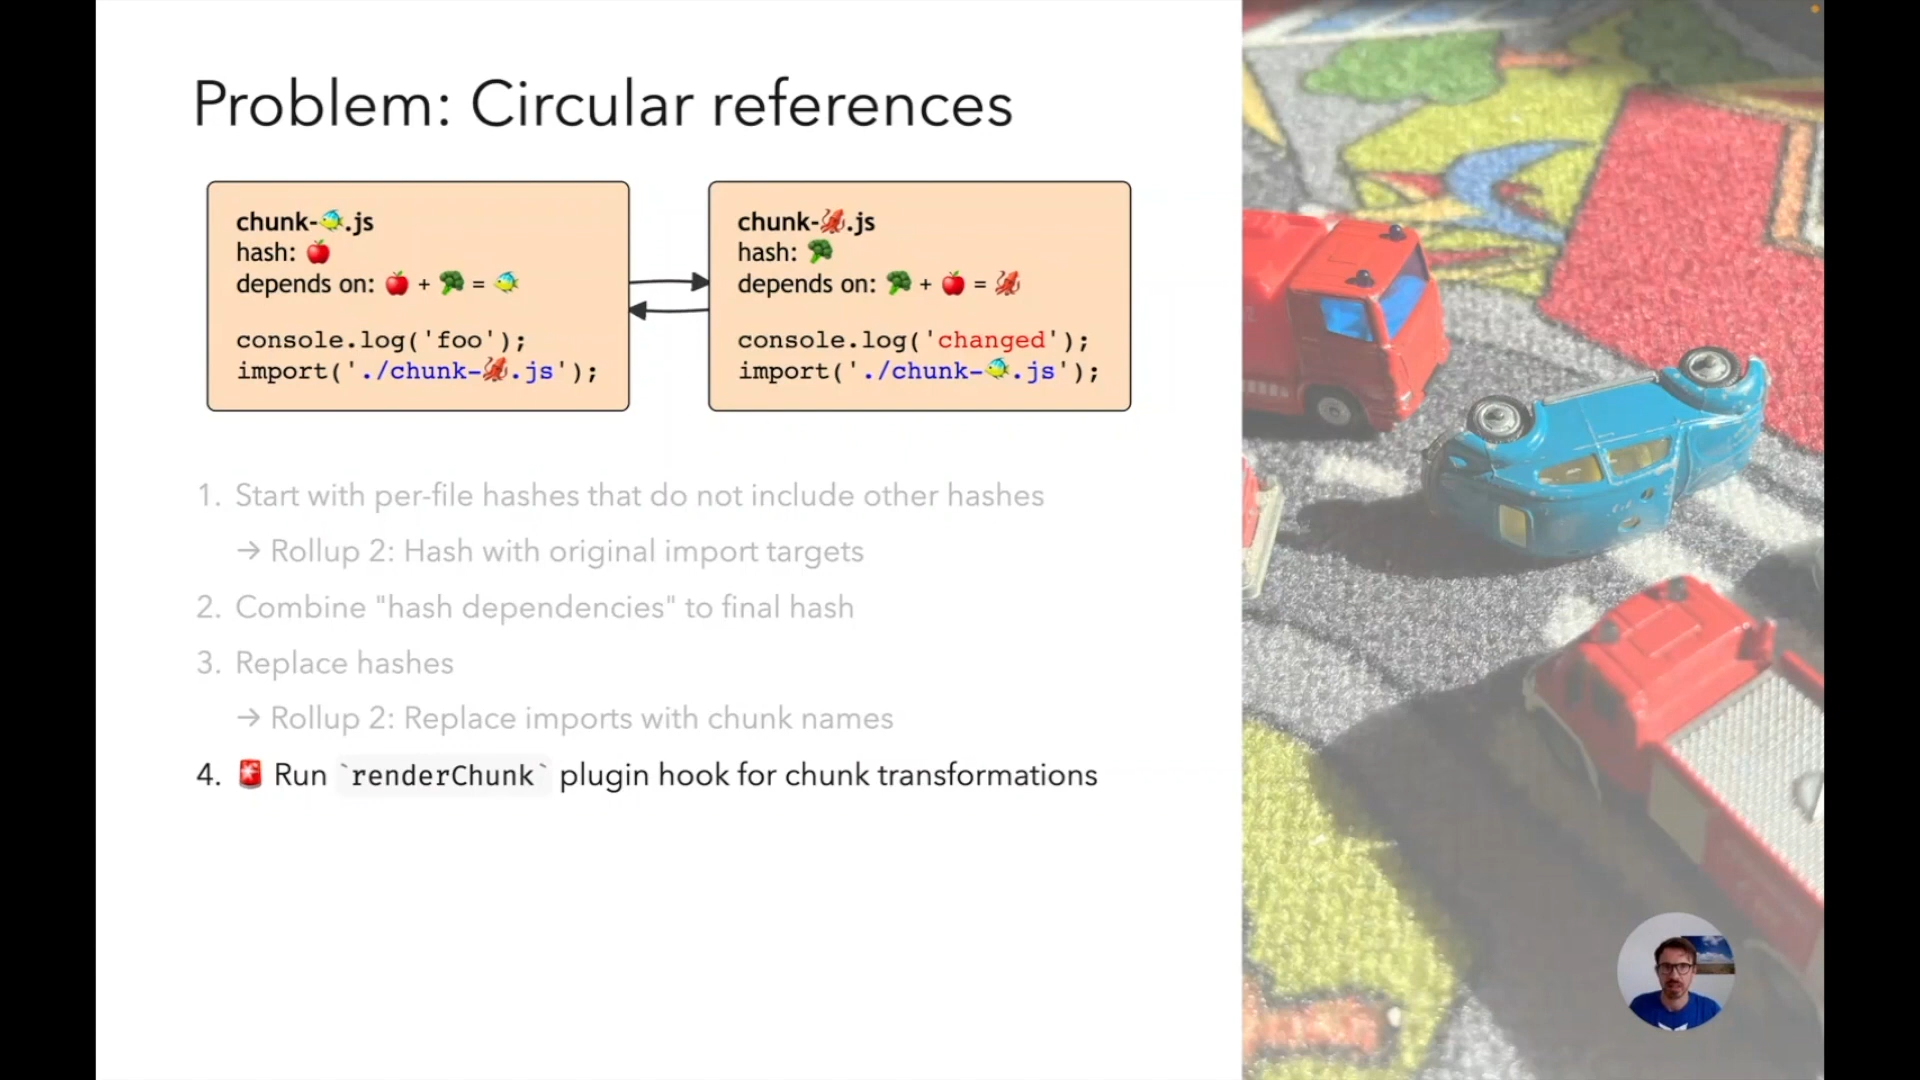 Problem: Circular references
chunk-🐠.js
hash: 🍎
depends on: 🍎 + 🥦 = 🐠
console.log('foo');
import('./chunk-🦑.js');
chunk-🦑.js
hash: 🥦
depends on: 🥦 + 🍎 = 🦑
console.log('changed');
import('./chunk-🐠.js');
1. Start with per-file hashes that do not include other hashes
→ Rollup 2: Hash with original import targets
2. Combine "hash dependencies" to final hash
3. Replace hashes
→ Rollup 2: Replace imports with chunk names
4. 🚨 Run `renderChunk` plugin hook for chunk transformations